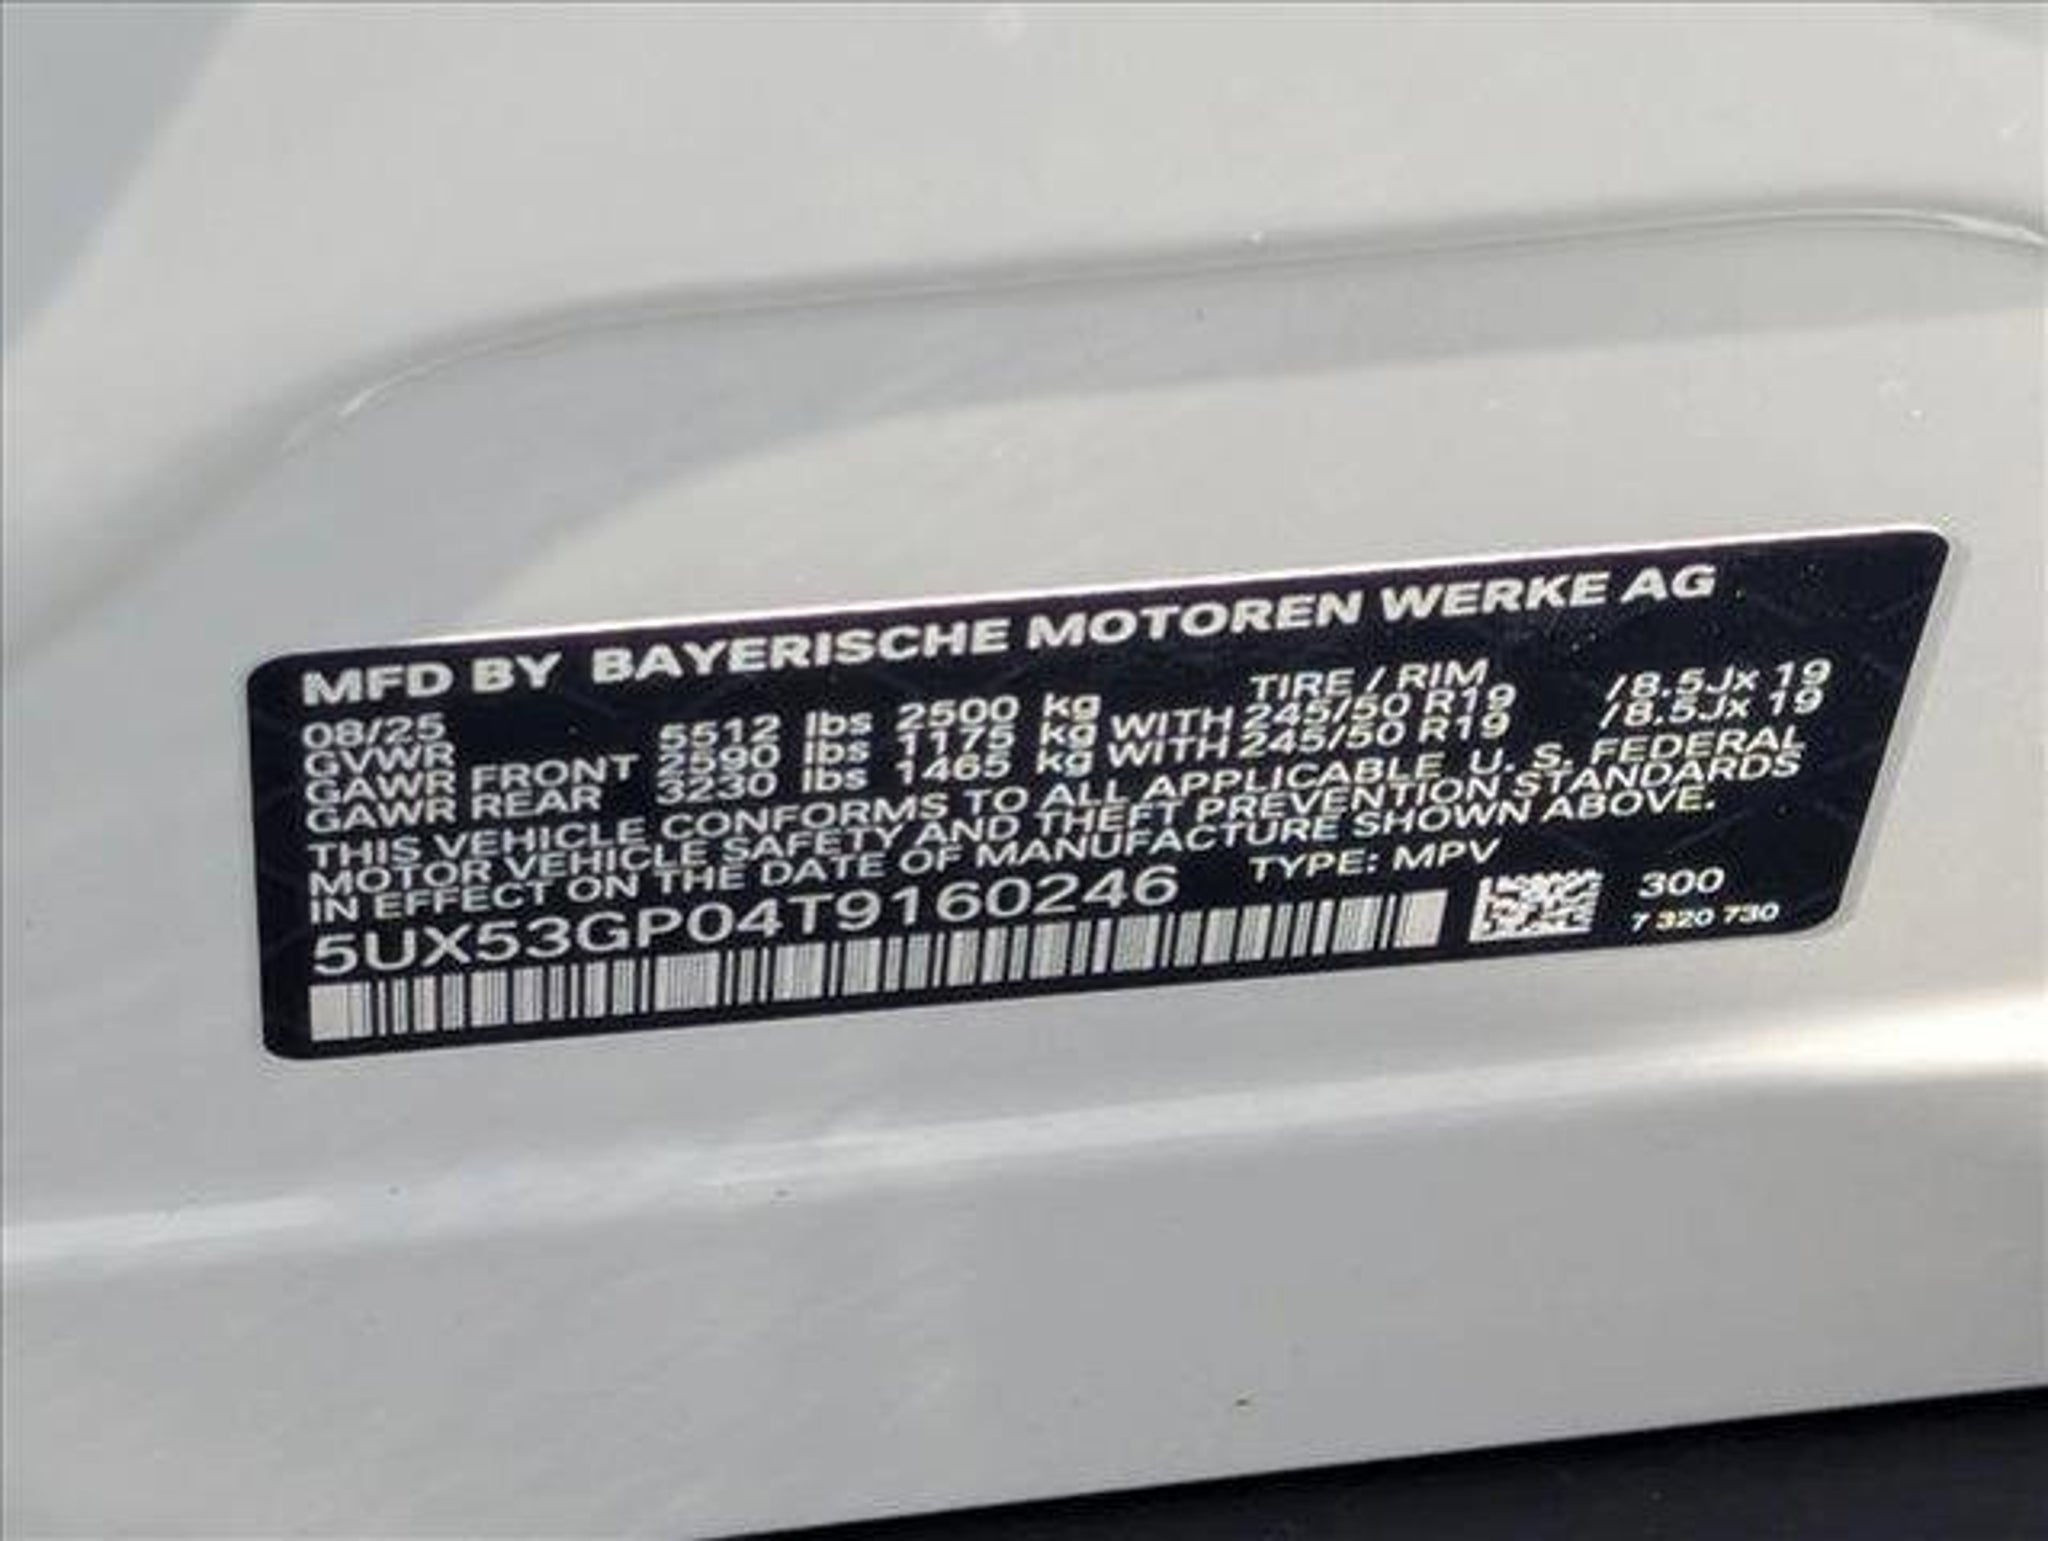 MFD BY BAYERISCHE MOTOREN WERKE AG
08/25 TIRE / RIM
GVWR 5512 lbs 2500 kg
GAWR FRONT 2590 lbs 1175 kg WITH 245/50 R19 /8.5Jx 19
GAWR REAR 3230 lbs 1465 kg WITH 245/50 R19 /8.5Jx 19
THIS VEHICLE CONFORMS TO ALL APPLICABLE U. S. FEDERAL
MOTOR VEHICLE SAFETY AND THEFT PREVENTION STANDARDS
IN EFFECT ON THE DATE OF MANUFACTURE SHOWN ABOVE.
5UX53GP04T9160246 TYPE: MPV
300
7 320 730